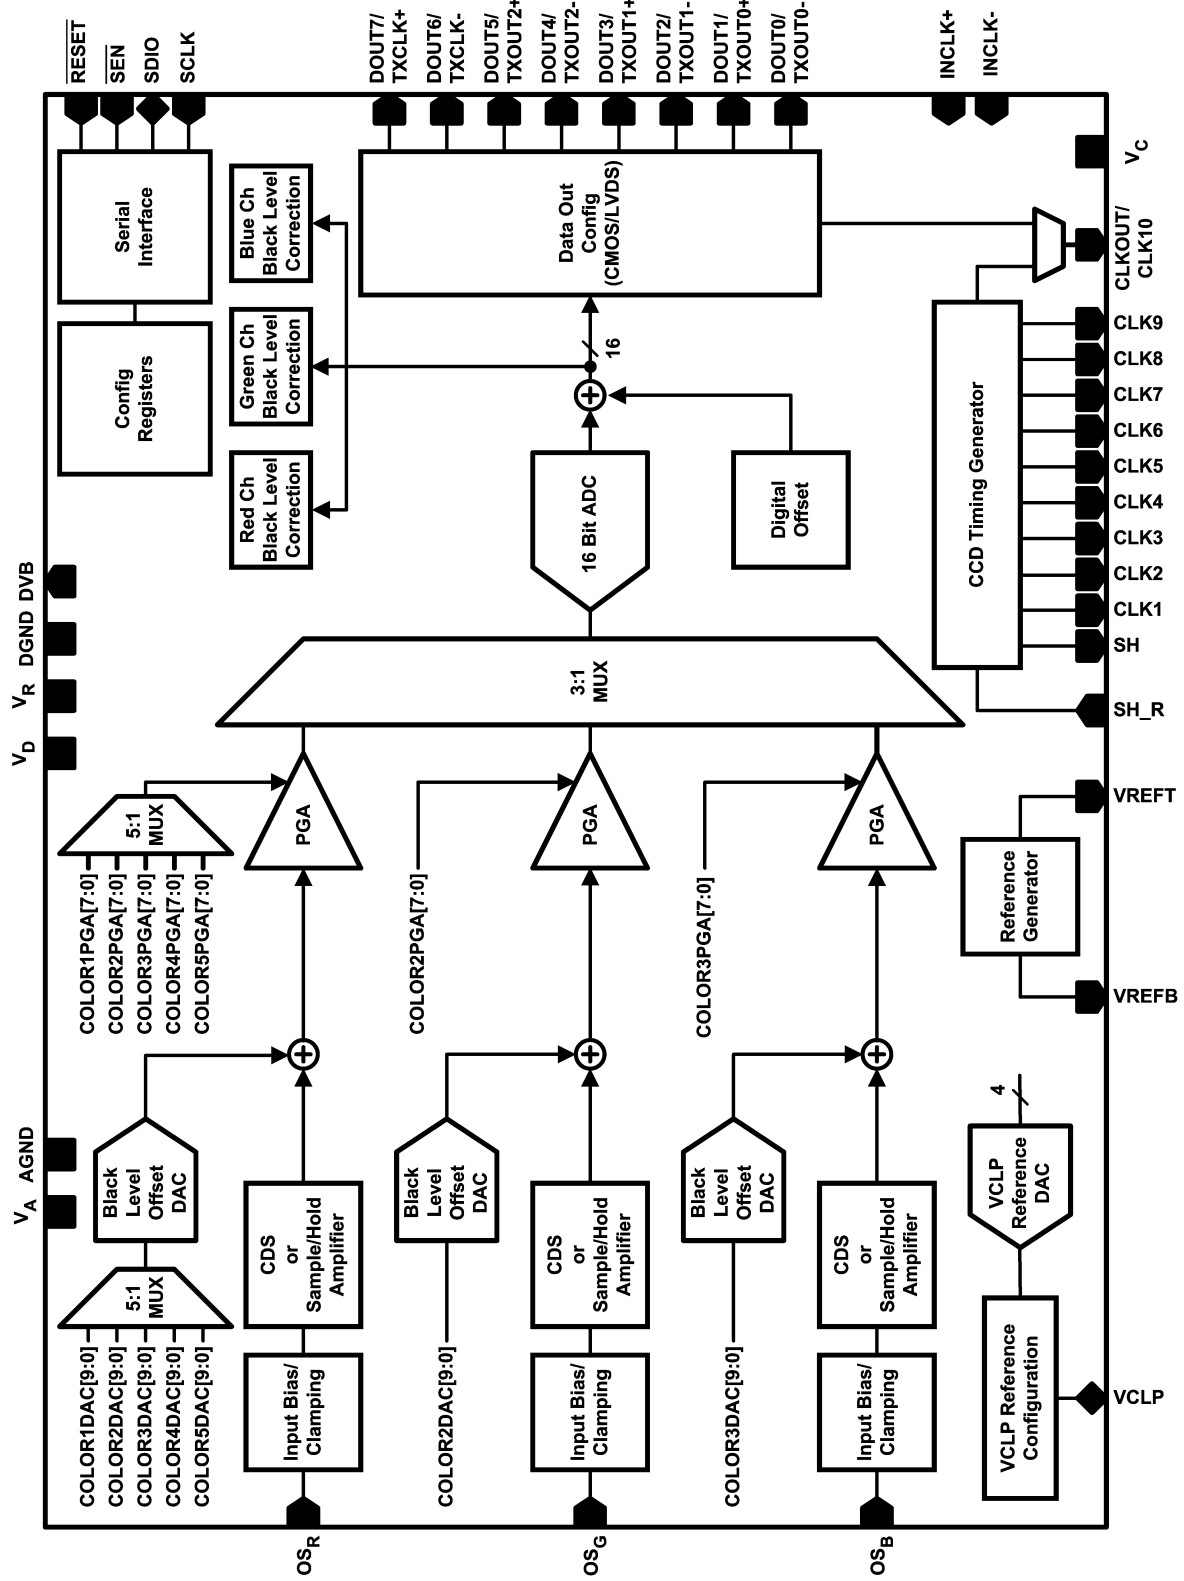 VA
AGND
VD
VR
DGND
DVB
RESET
SEN
SDIO
SCLK
COLOR1DAC[9:0]
COLOR2DAC[9:0]
COLOR3DAC[9:0]
COLOR4DAC[9:0]
COLOR5DAC[9:0]
5:1
MUX
Black
Level
Offset
DAC
COLOR1PGA[7:0]
COLOR2PGA[7:0]
COLOR3PGA[7:0]
COLOR4PGA[7:0]
COLOR5PGA[7:0]
5:1
MUX
Config
Registers
Serial
Interface
OSR
Input Bias/
Clamping
CDS
or
Sample/Hold
Amplifier
PGA
Red Ch
Black Level
Correction
Green Ch
Black Level
Correction
Blue Ch
Black Level
Correction
COLOR2DAC[9:0]
Black
Level
Offset
DAC
COLOR2PGA[7:0]
OSG
Input Bias/
Clamping
CDS
or
Sample/Hold
Amplifier
PGA
3:1
MUX
16 Bit ADC
16
Data Out
Config
(CMOS/LVDS)
DOUT7/
TXCLK+
DOUT6/
TXCLK-
DOUT5/
TXOUT2+
DOUT4/
TXOUT2-
DOUT3/
TXOUT1+
DOUT2/
TXOUT1-
DOUT1/
TXOUT0+
DOUT0/
TXOUT0-
COLOR3DAC[9:0]
Black
Level
Offset
DAC
COLOR3PGA[7:0]
Digital
Offset
OSB
Input Bias/
Clamping
CDS
or
Sample/Hold
Amplifier
PGA
INCLK+
INCLK-
VCLP Reference
Configuration
VCLP
Reference
DAC
4
Reference
Generator
CCD Timing Generator
VCLP
VREFB
VREFT
SH_R
SH
CLK1
CLK2
CLK3
CLK4
CLK5
CLK6
CLK7
CLK8
CLK9
CLKOUT/
CLK10
VC